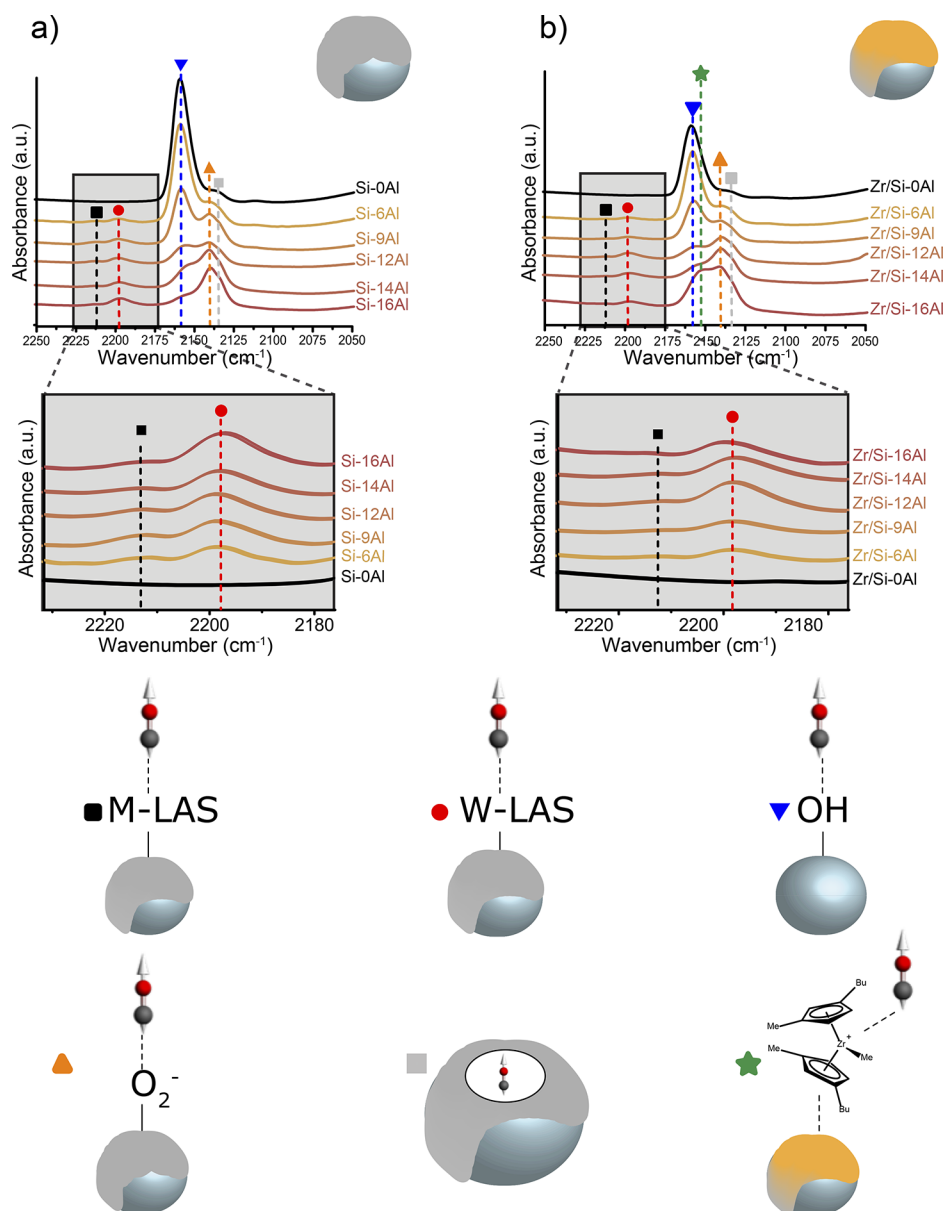 a)
b)
Absorbance (a.u.)
Si-0Al
Si-6Al
Si-9Al
Si-12Al
Si-14Al
Si-16Al
2250 2225 2200 2175 2150 2125 2100 2075 2050
Wavenumber (cm-1)
Absorbance (a.u.)
Zr/Si-0Al
Zr/Si-6Al
Zr/Si-9Al
Zr/Si-12Al
Zr/Si-14Al
Zr/Si-16Al
2250 2225 2200 2175 2150 2125 2100 2075 2050
Wavenumber (cm-1)
Absorbance (a.u.)
Si-16Al
Si-14Al
Si-12Al
Si-9Al
Si-6Al
Si-0Al
2220 2200 2180
Wavenumber (cm-1)
Absorbance (a.u.)
Zr/Si-16Al
Zr/Si-14Al
Zr/Si-12Al
Zr/Si-9Al
Zr/Si-6Al
Zr/Si-0Al
2220 2200 2180
Wavenumber (cm-1)
M-LAS
W-LAS
OH
O2-
Bu
Me
Zr+
Me
Me
Bu